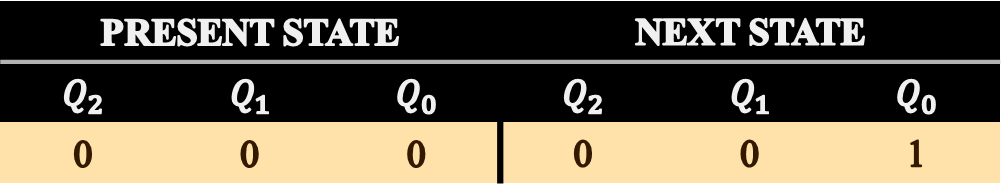 PRESENT STATE NEXT STATE
Q₂ Q₁ Q₀ Q₂ Q₁ Q₀
0 0 0 0 0 1